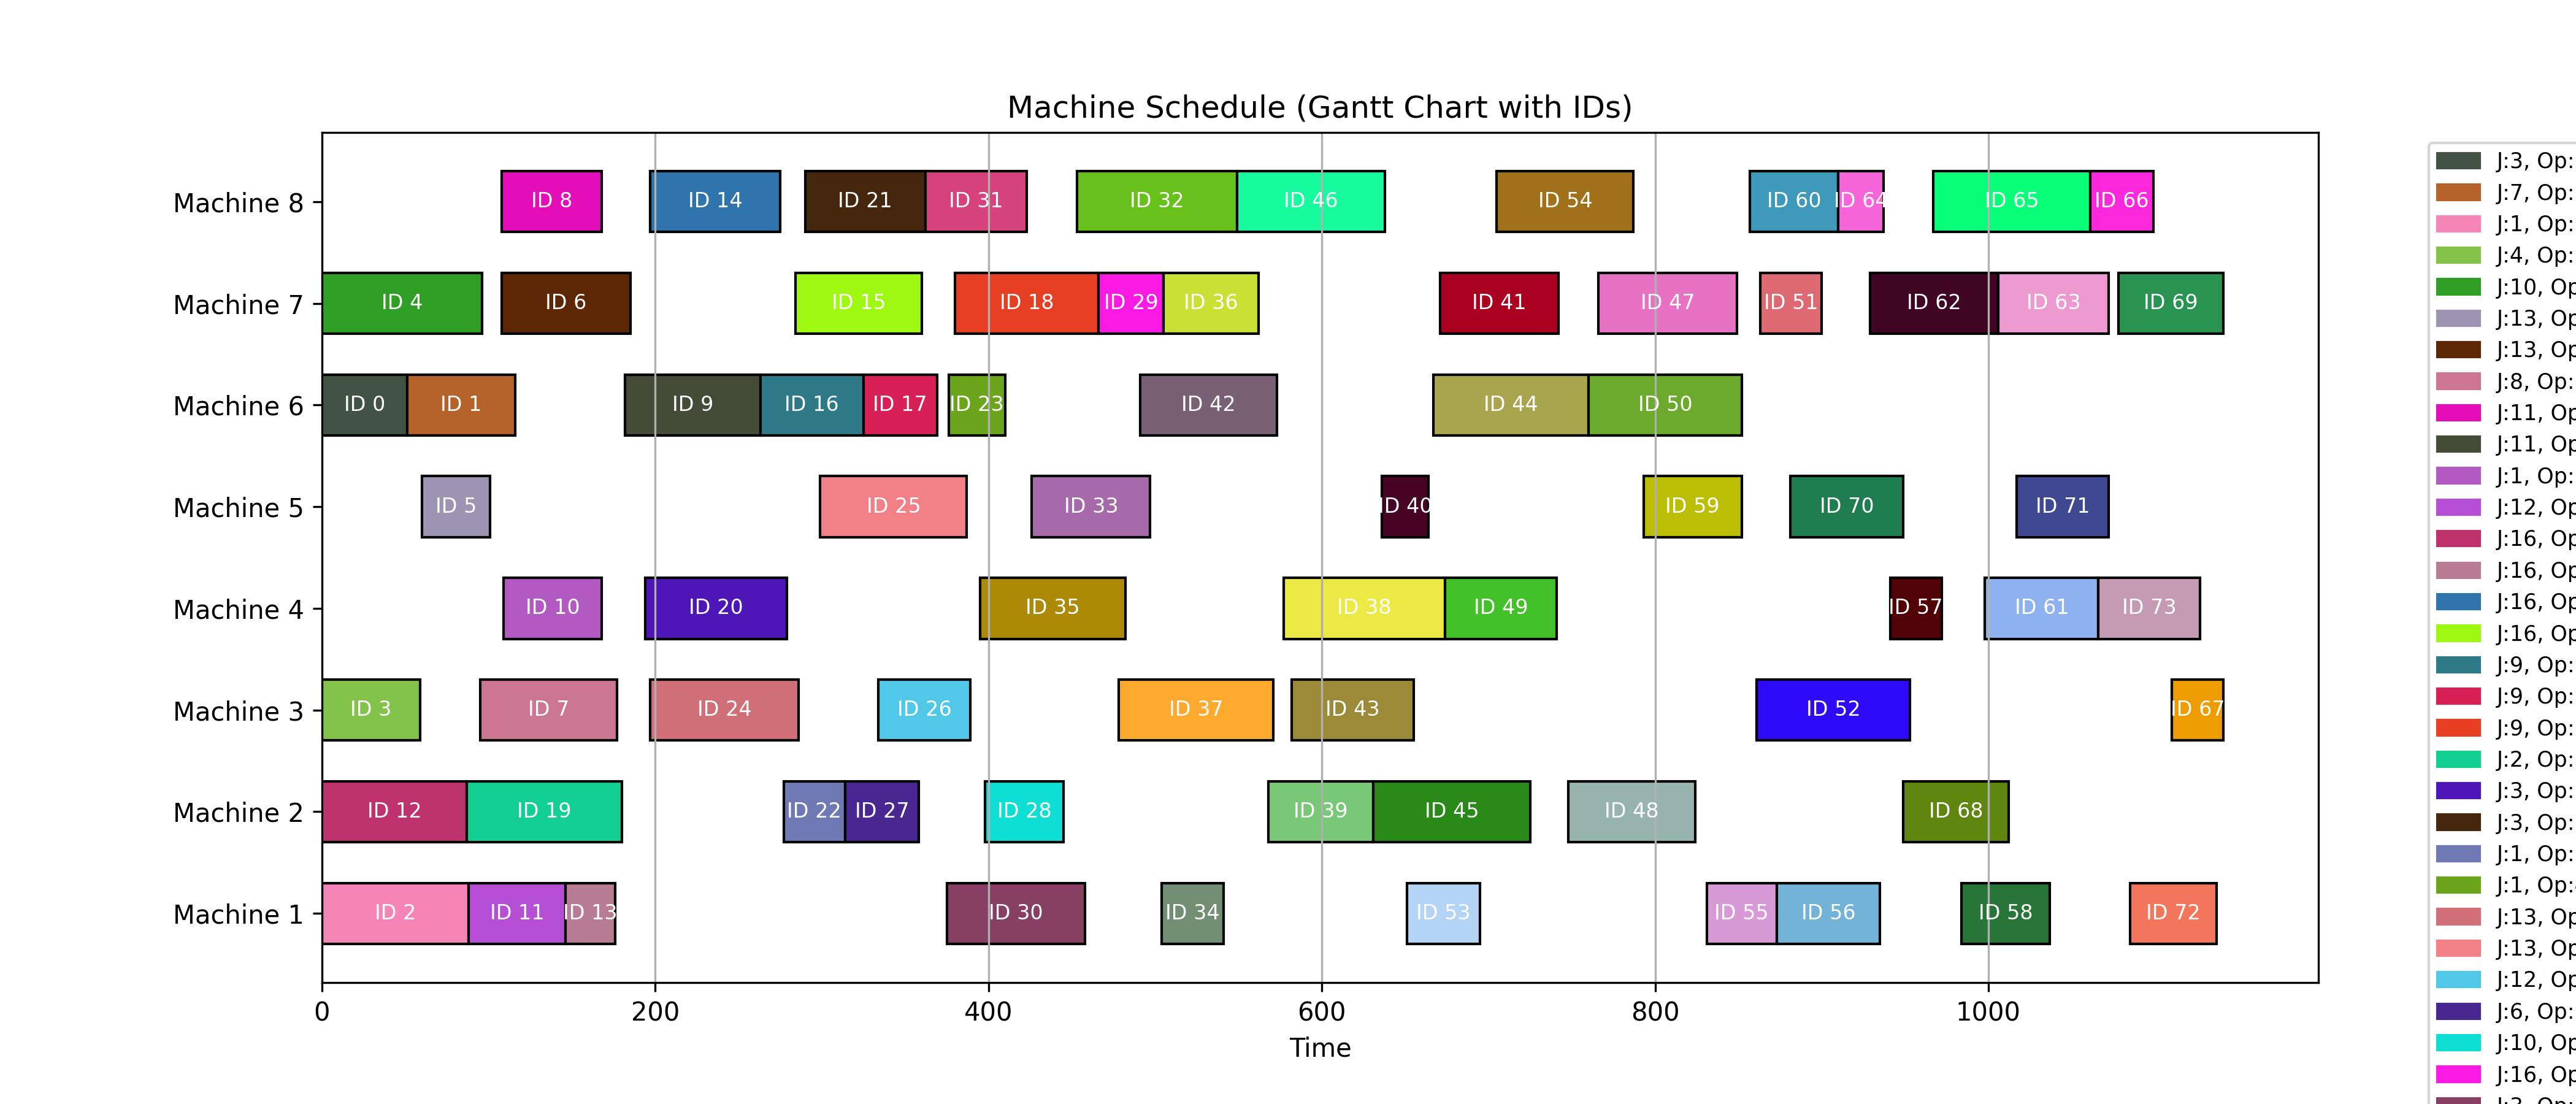 Machine Schedule (Gantt Chart with IDs)
Machine 8
ID 8
ID 14
ID 21
ID 31
ID 32
ID 46
ID 54
ID 60
ID 64
ID 65
ID 66
Machine 7
ID 4
ID 6
ID 15
ID 18
ID 29
ID 36
ID 41
ID 47
ID 51
ID 62
ID 63
ID 69
Machine 6
ID 0
ID 1
ID 9
ID 16
ID 17
ID 23
ID 42
ID 44
ID 50
Machine 5
ID 5
ID 25
ID 33
ID 40
ID 59
ID 70
ID 71
Machine 4
ID 10
ID 20
ID 35
ID 38
ID 49
ID 57
ID 61
ID 73
Machine 3
ID 3
ID 7
ID 24
ID 26
ID 37
ID 43
ID 52
ID 67
Machine 2
ID 12
ID 19
ID 22
ID 27
ID 28
ID 39
ID 45
ID 48
ID 68
Machine 1
ID 2
ID 11
ID 13
ID 30
ID 34
ID 53
ID 55
ID 56
ID 58
ID 72
0 200 400 600 800 1000
Time
J:3, Op:
J:7, Op:
J:1, Op:
J:4, Op:
J:10, Op
J:13, Op
J:13, Op
J:8, Op:
J:11, Op
J:11, Op
J:1, Op:
J:12, Op
J:16, Op
J:16, Op
J:16, Op
J:16, Op
J:9, Op:
J:9, Op:
J:9, Op:
J:2, Op:
J:3, Op:
J:3, Op:
J:1, Op:
J:1, Op:
J:13, Op
J:13, Op
J:12, Op
J:6, Op:
J:10, Op
J:16, Op